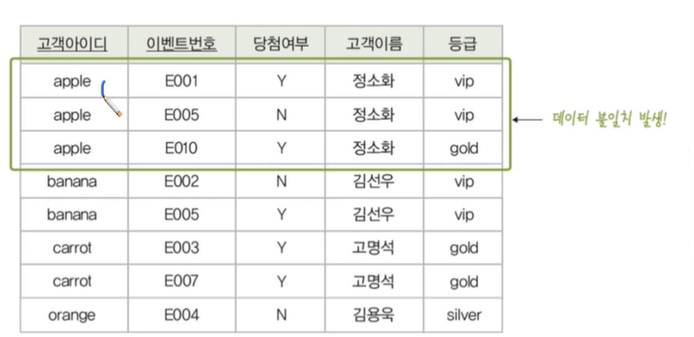 고객아이디 이벤트번호 당첨여부 고객이름 등급
apple E001 Y 정소화 vip
apple E005 N 정소화 vip
데이터 불일치 발생!
apple E010 Y 정소화 gold
banana E002 N 김선우 vip
banana E005 Y 김선우 vip
carrot E003 Y 고명석 gold
carrot E007 Y 고명석 gold
orange E004 N 김용욱 silver